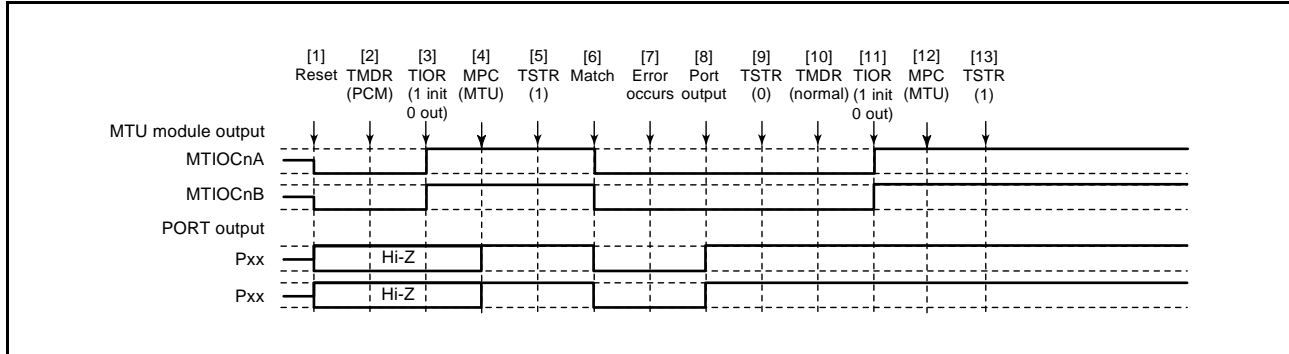 [1] [2] [3] [4] [5] [6] [7] [8] [9] [10] [11] [12] [13]
Reset TMDR TIOR MPC TSTR Match Error Port TSTR TMDR TIOR MPC TSTR
(PCM) (1 init (MTU) (1) occurs output (0) (normal) (1 init (MTU) (1)
0 out) 0 out)
MTU module output
MTIOCnA
MTIOCnB
PORT output
Pxx Hi-Z
Pxx Hi-Z